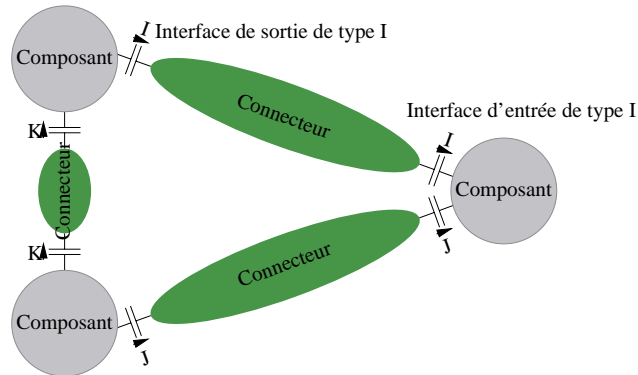 I Interface de sortie de type I
Composant
Connecteur
Interface d'entrée de type I
K
I
Connecteur
Composant
K
J
Connecteur
Composant
J